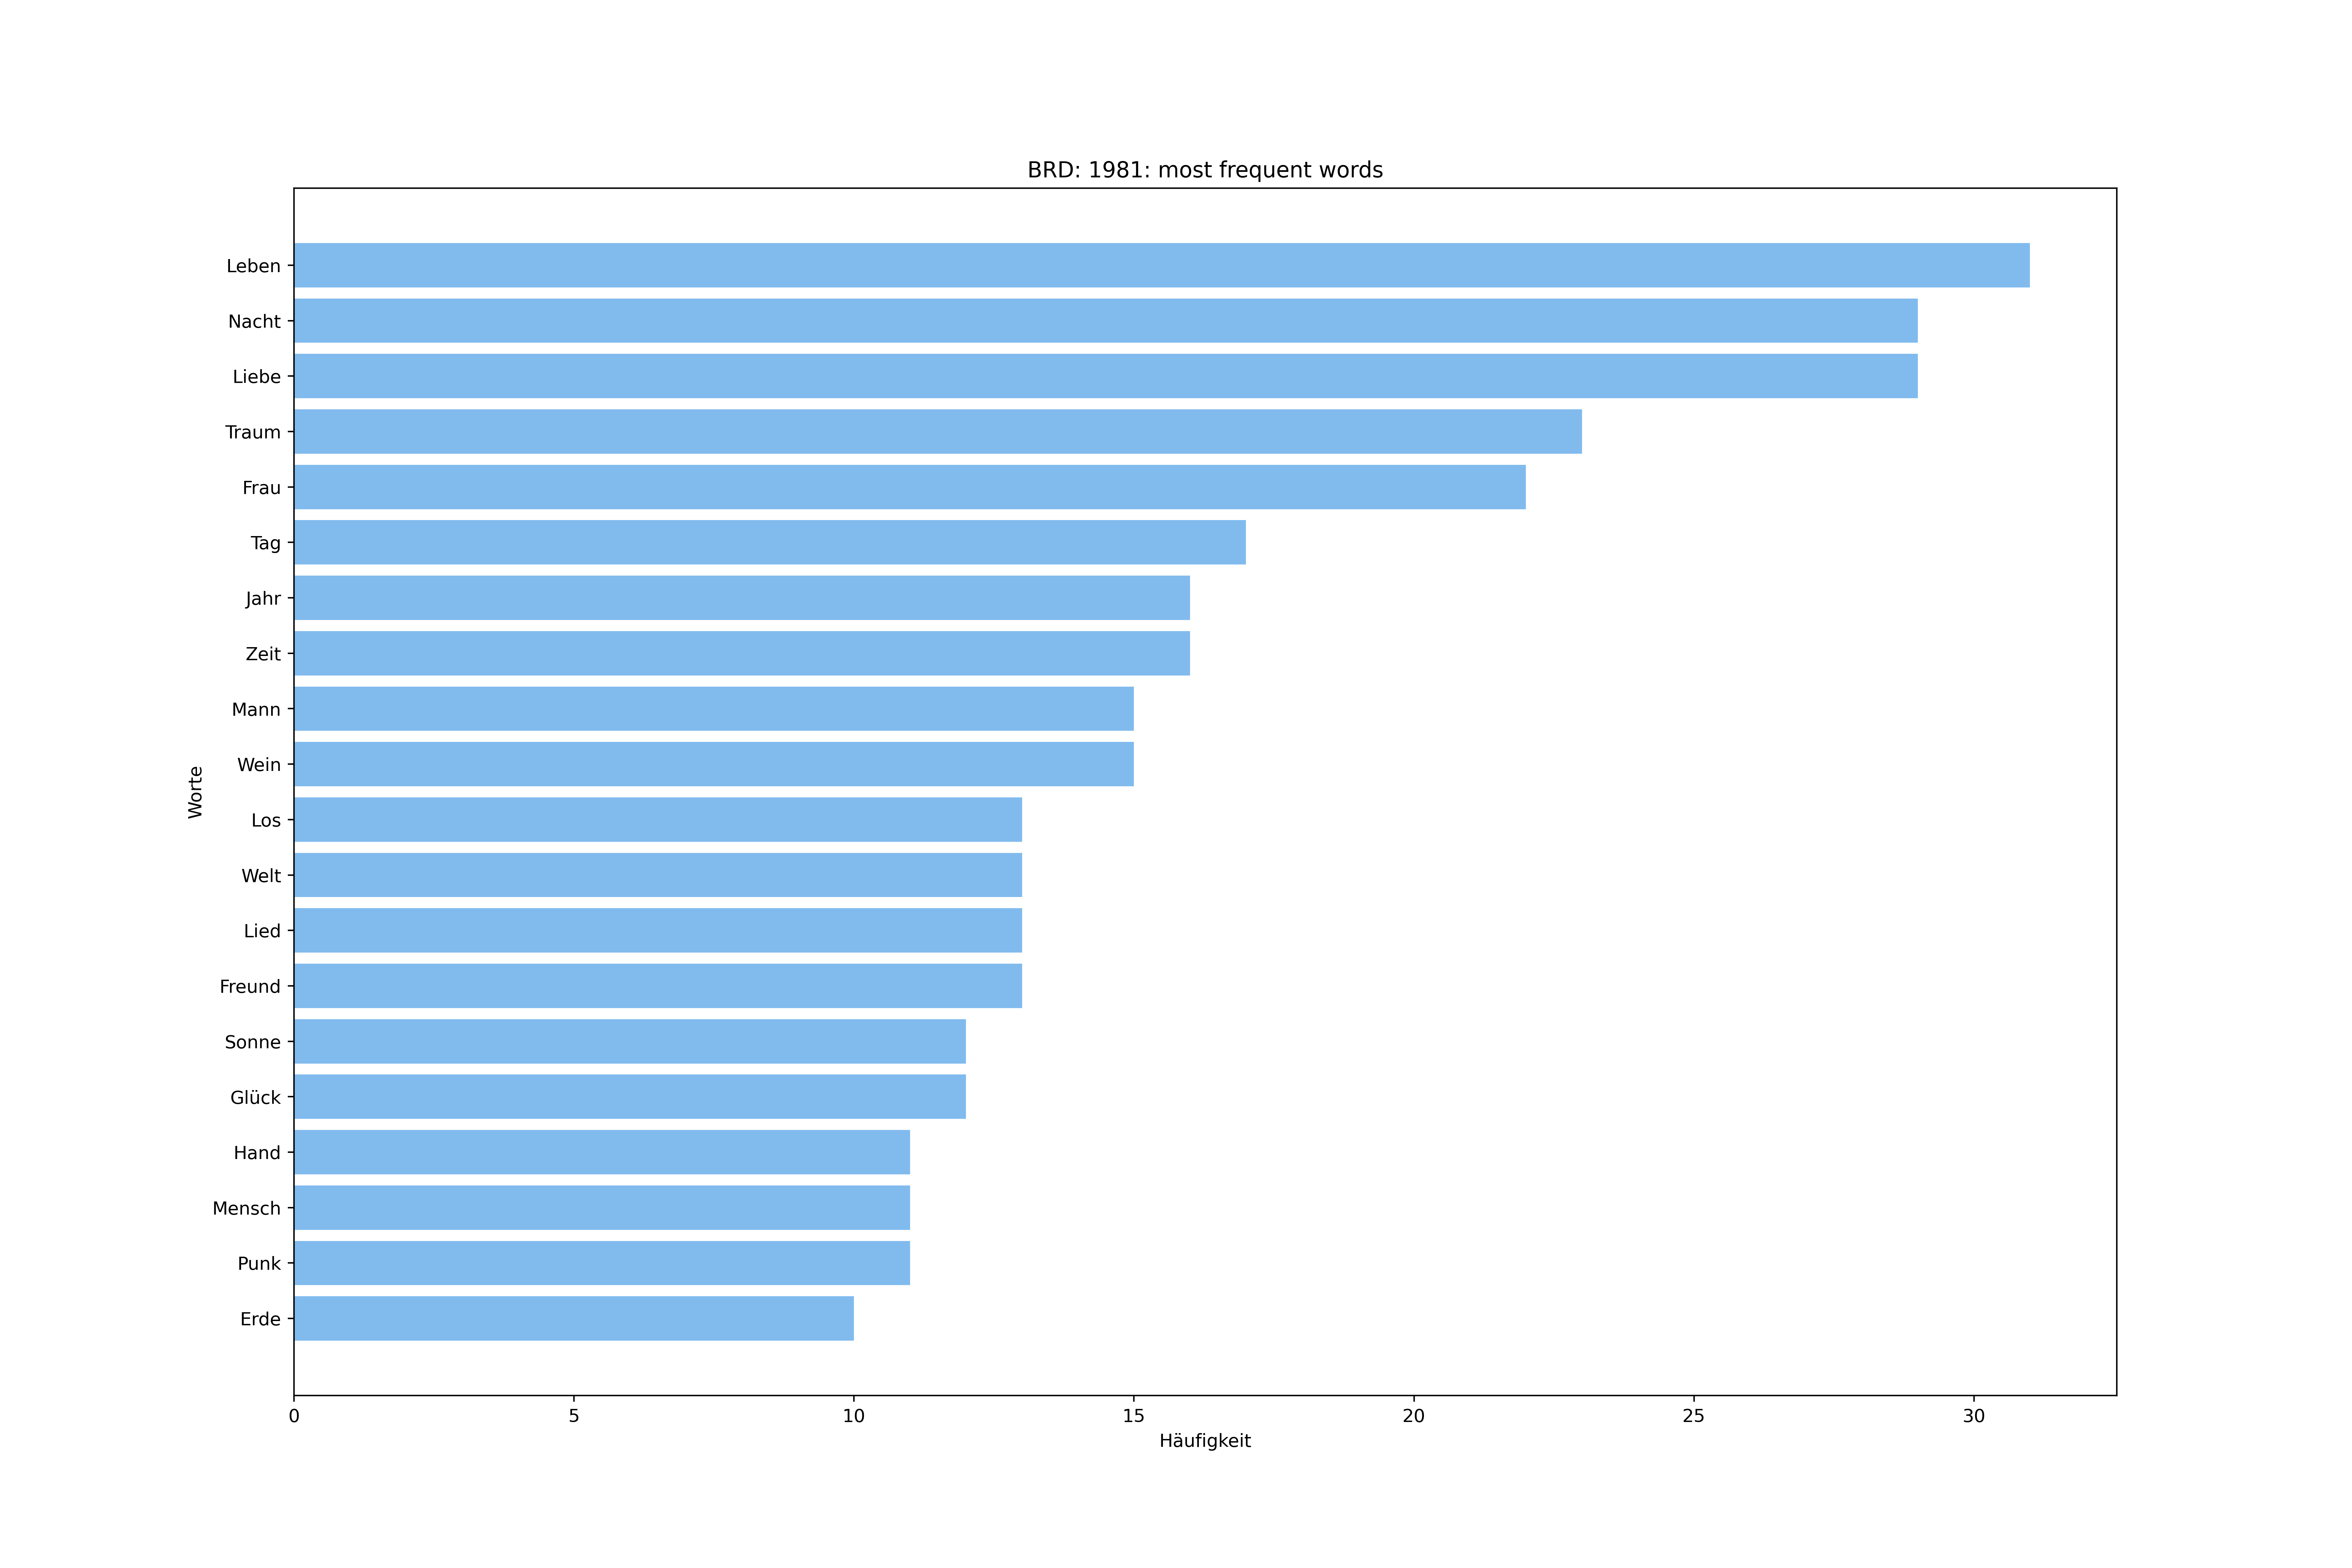 BRD: 1981: most frequent words
Leben
Nacht
Liebe
Traum
Frau
Tag
Jahr
Zeit
Mann
Wein
Los
Welt
Lied
Freund
Sonne
Glück
Hand
Mensch
Punk
Erde
Worte
0 5 10 15 20 25 30
Häufigkeit